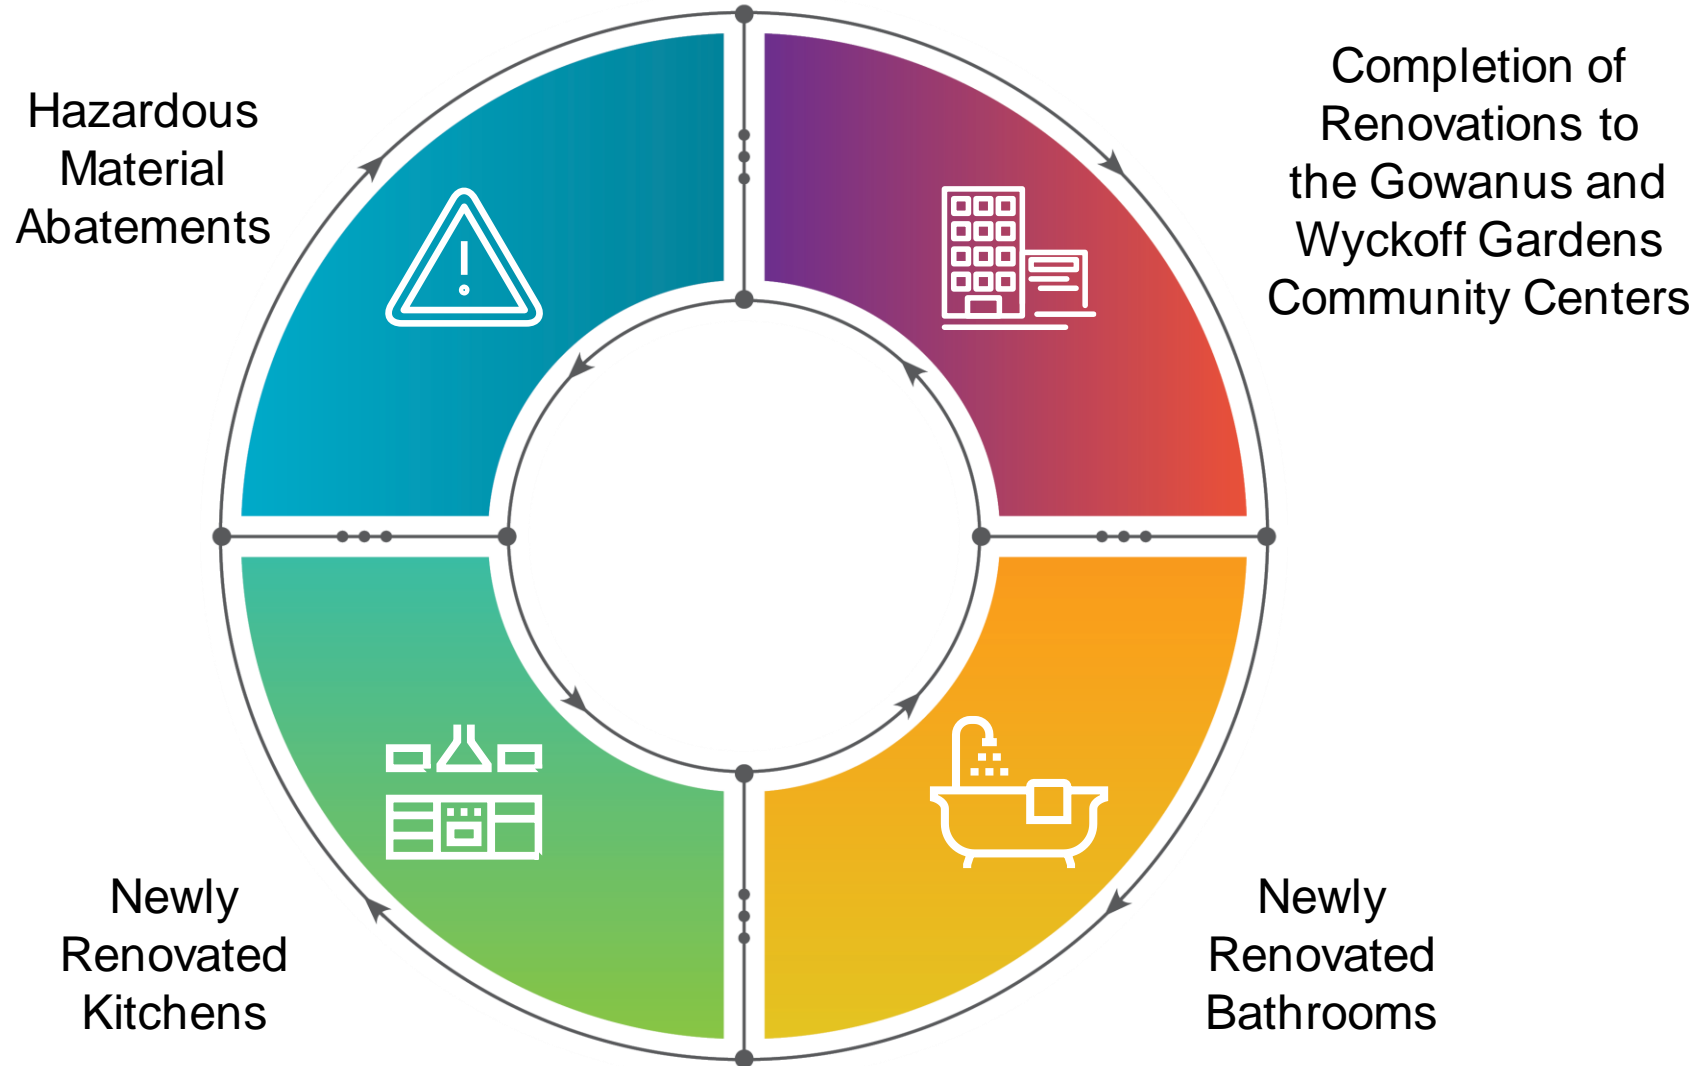 Hazardous
Material
Abatements
Completion of
Renovations to
the Gowanus and
Wyckoff Gardens
Community Centers
Newly
Renovated
Kitchens
Newly
Renovated
Bathrooms